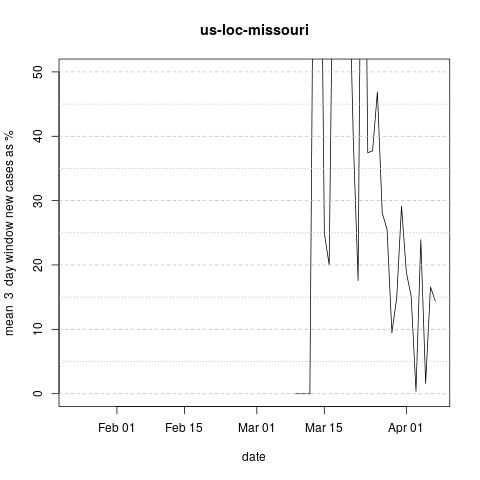 us-loc-missouri
mean  3  day window new cases as %
50
40
30
20
10
0
Feb 01
Feb 15
Mar 01
Mar 15
Apr 01
date